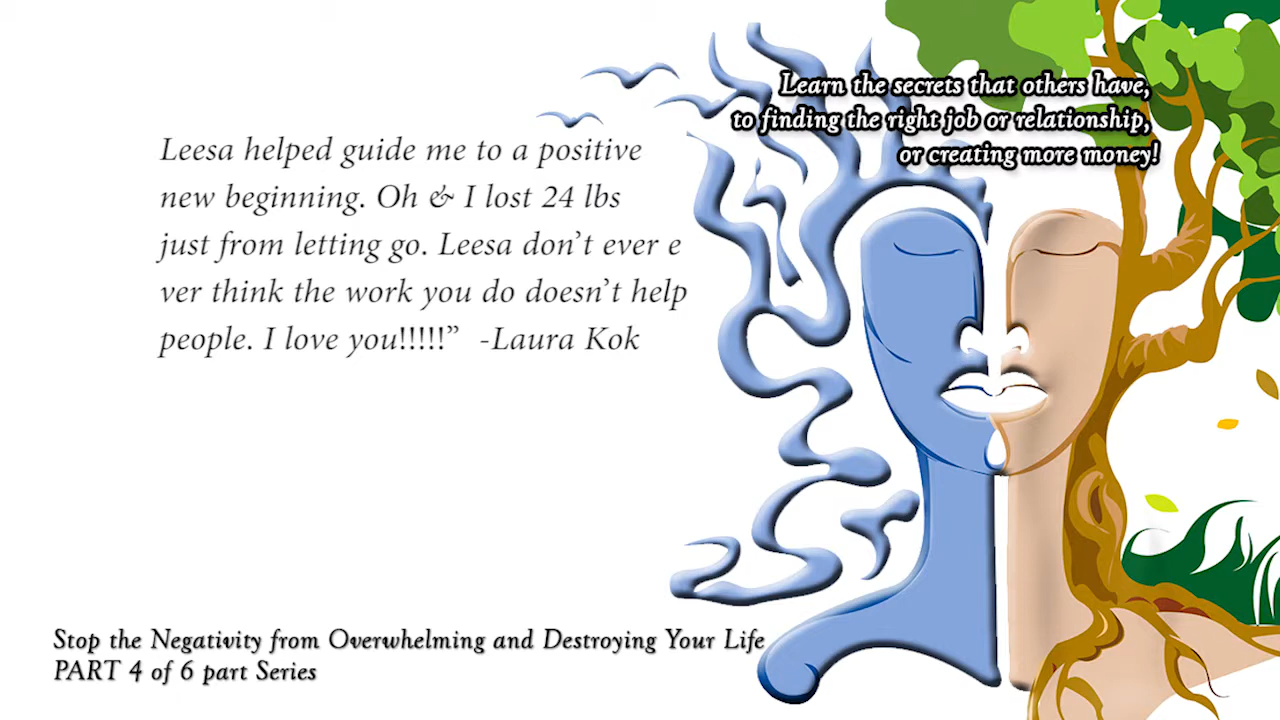 Learn the secrets that others have,
to finding the right job or relationship,
or creating more money!
Leesa helped guide me to a positive
new beginning. Oh & I lost 24 lbs
just from letting go. Leesa don’t ever e
ver think the work you do doesn’t help
people. I love you!!!!!” -Laura Kok
Stop the Negativity from Overwhelming and Destroying Your Life
PART 4 of 6 part Series